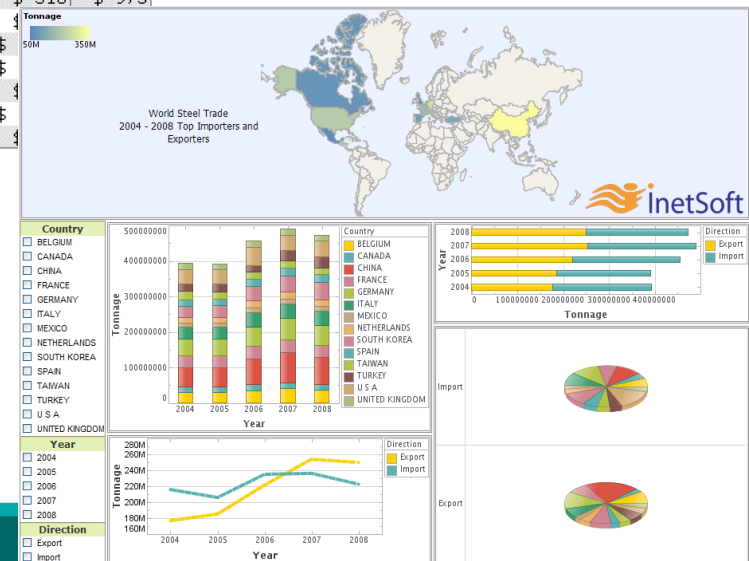 Tonnage
50M 350M
World Steel Trade
2004 - 2008 Top Importers and
Exporters
InetSoft
Country
BELGIUM
CANADA
CHINA
FRANCE
GERMANY
ITALY
MEXICO
NETHERLANDS
SOUTH KOREA
SPAIN
TAIWAN
TURKEY
U S A
UNITED KINGDOM
Year
2004
2005
2006
2007
2008
Direction
Export
Import
500000000
400000000
300000000
200000000
100000000
0
Tonnage
2004 2005 2006 2007 2008
Year
Country
BELGIUM
CANADA
CHINA
FRANCE
GERMANY
ITALY
MEXICO
NETHERLANDS
SOUTH KOREA
SPAIN
TAIWAN
TURKEY
U S A
UNITED KINGDOM
Year
2008
2007
2006
2005
2004
0 100000000 200000000 300000000 400000000
Tonnage
Direction
Export
Import
280M
260M
240M
220M
200M
180M
160M
Tonnage
2004 2005 2006 2007 2008
Year
Direction
Export
Import
Import
Export